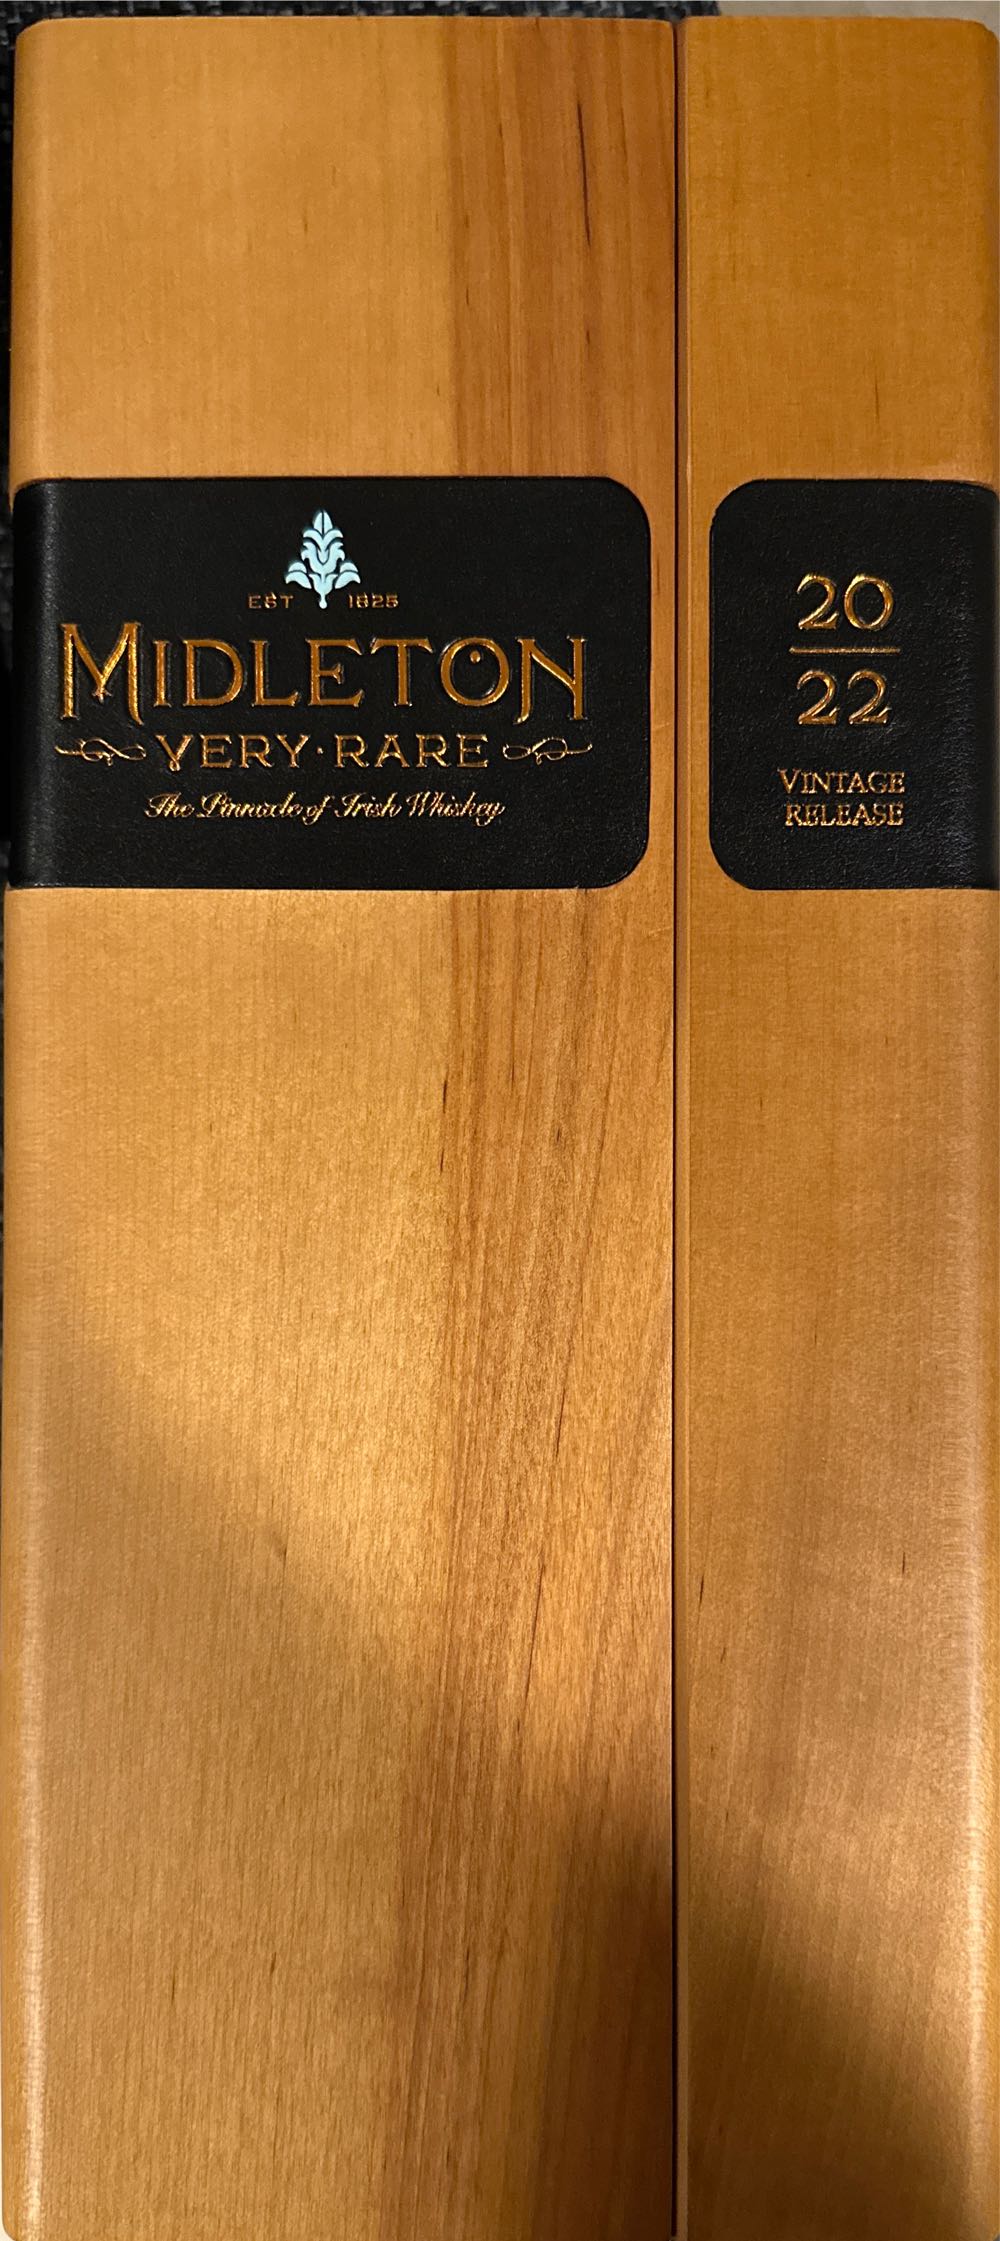 EST 1825
MIDLETON
VERY·RARE
The Pinnacle of Irish Whiskey
20
22
VINTAGE
RELEASE